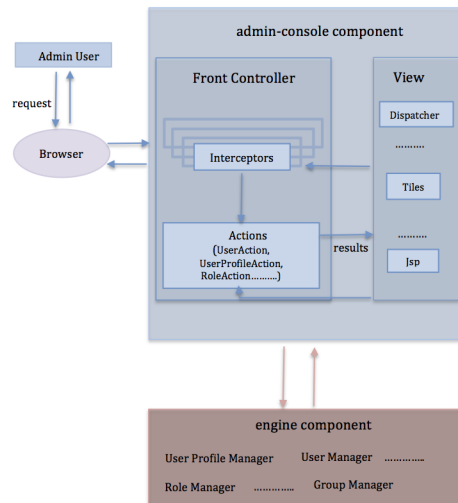 admin-console component
Admin User
request
Browser
Front Controller
Interceptors
Actions
(UserAction,
UserProfileAction,
RoleAction..........)
results
View
Dispatcher
..........
Tiles
..........
Jsp
engine component
User Profile Manager
User Manager
..............
Role Manager
..............
Group Manager